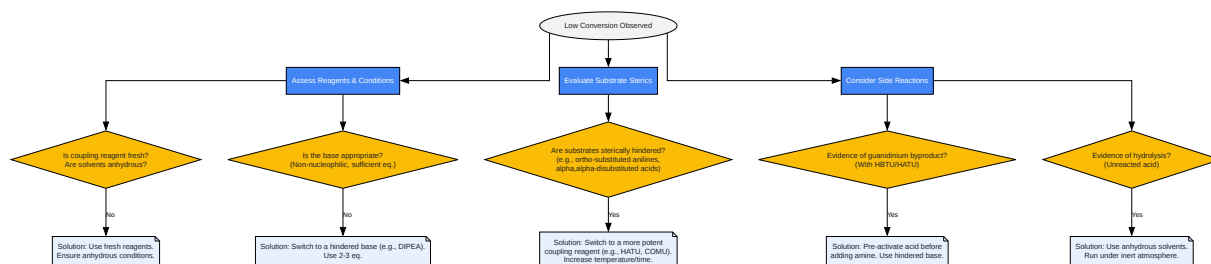 Low Conversion Observed
Assess Reagents & Conditions
Evaluate Substrate Sterics
Consider Side Reactions
Is coupling reagent fresh?
Are solvents anhydrous?
Is the base appropriate?
(Non-nucleophilic, sufficient eq.)
Are substrates sterically hindered?
(e.g., ortho-substituted anilines,
alpha,alpha-disubstituted acids)
Evidence of guanidinium byproduct?
(With HBTU/HATU)
Evidence of hydrolysis?
(Unreacted acid)
No
No
Yes
Yes
Yes
Solution: Use fresh reagents.
Ensure anhydrous conditions.
Solution: Switch to a hindered base (e.g., DIPEA).
Use 2-3 eq.
Solution: Switch to a more potent
coupling reagent (e.g., HATU, COMU).
Increase temperature/time.
Solution: Pre-activate acid before
adding amine. Use hindered base.
Solution: Use anhydrous solvents.
Run under inert atmosphere.